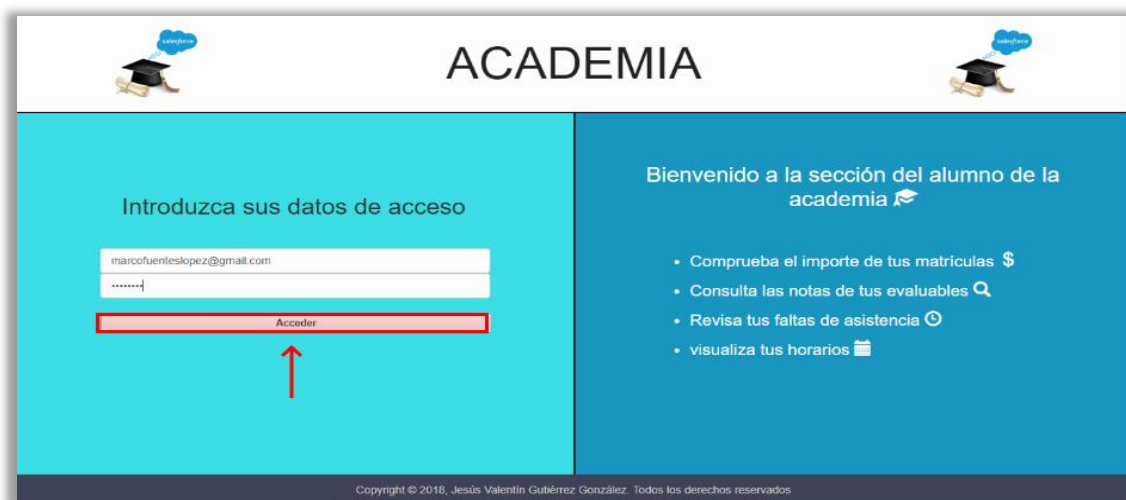 salesforce
ACADEMIA
salesforce
Introduzca sus datos de acceso
marcofuenteslopez@gmail.com
Acceder
Bienvenido a la sección del alumno de la
academia
Comprueba el importe de tus matrículas $
Consulta las notas de tus evaluables
Revisa tus faltas de asistencia
visualiza tus horarios
Copyright © 2018, Jesús Valentín Gutiérrez González. Todos los derechos reservados